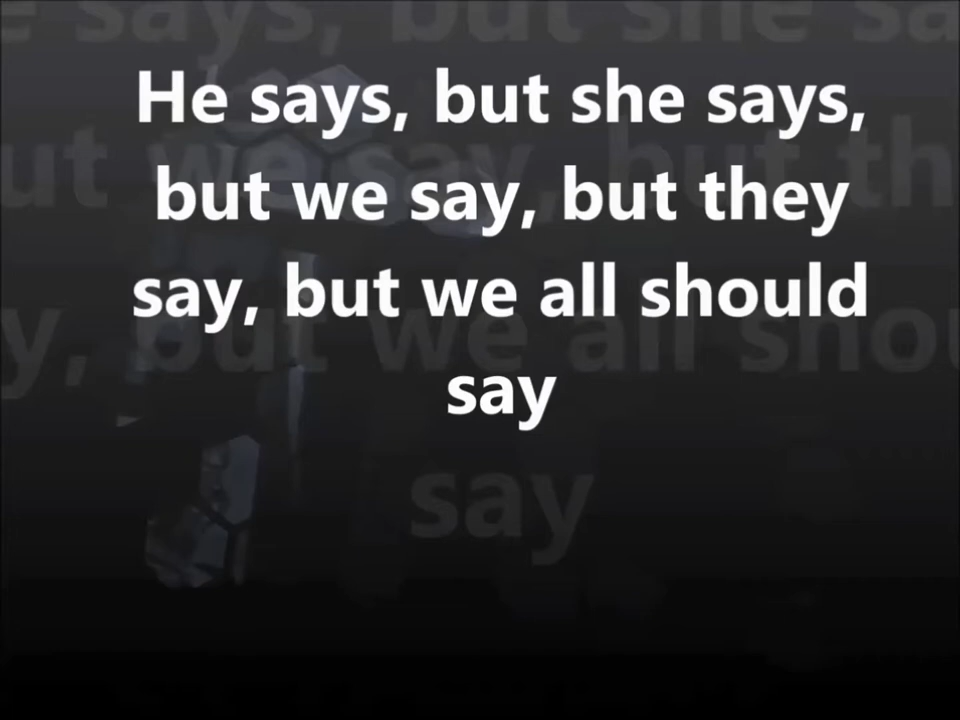 He says, but she says,
but we say, but they
say, but we all should
say